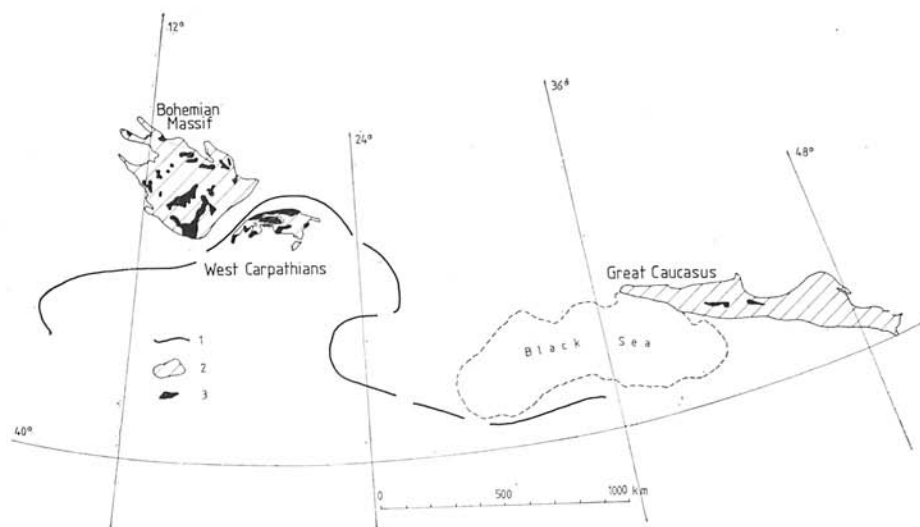 12°
36°
Bohemian
Massif
24°
48°
West Carpathians
Great Caucasus
1
Black Sea
2
3
40°
0 500 1000 km